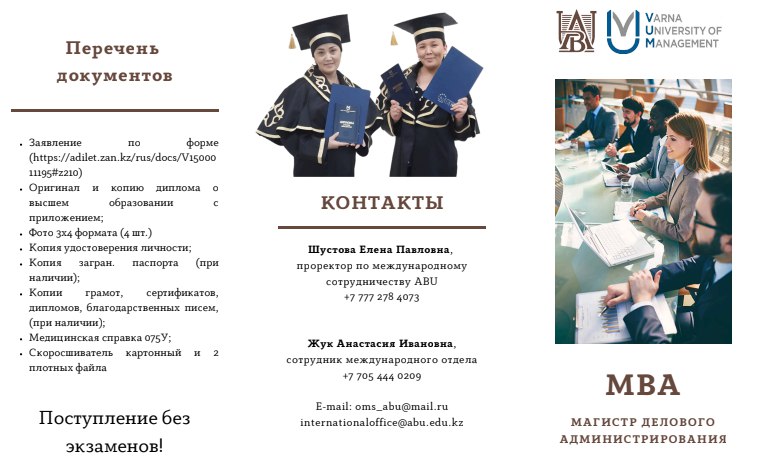 Перечень
документов
Заявление по форме
(https://adilet.zan.kz/rus/docs/V15000
11195#z210)
Оригинал и копию диплома о
высшем образовании с
приложением;
Фото 3х4 формата (4 шт.)
Копия удостоверения личности;
Копия загран. паспорта (при
наличии);
Копии грамот, сертификатов,
дипломов, благодарственных писем,
(при наличии);
Медицинская справка 075У;
Скоросшиватель картонный и 2
плотных файла
Поступление без
экзаменов!
КОНТАКТЫ
Шустова Елена Павловна,
проректор по международному
сотрудничеству ABU
+7 777 278 4073
Жук Анастасия Ивановна,
сотрудник международного отдела
+7 705 444 0209
E-mail: oms_abu@mail.ru
internationaloffice@abu.edu.kz
VARNA
UNIVERSITY OF
MANAGEMENT
MBA
МАГИСТР ДЕЛОВОГО
АДМИНИСТРИРОВАНИЯ